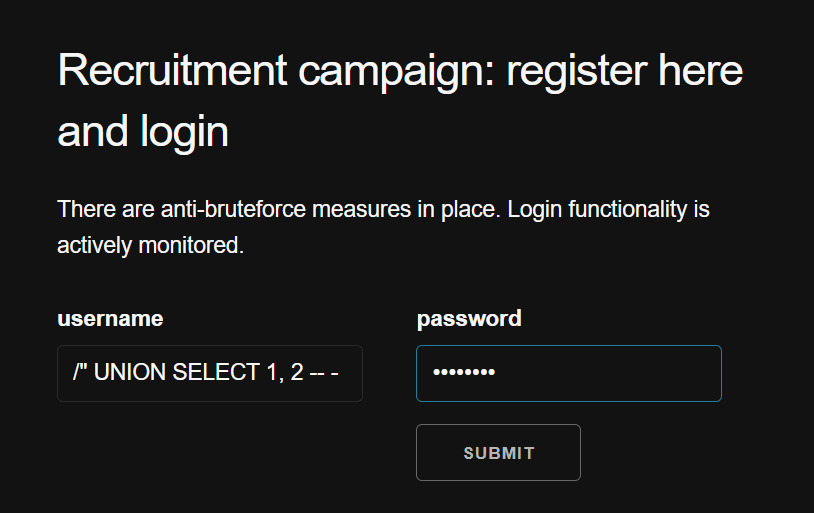 Recruitment campaign: register here
and login
There are anti-bruteforce measures in place. Login functionality is
actively monitored.
username
password
/" UNION SELECT 1, 2 -- -
••••••••
SUBMIT